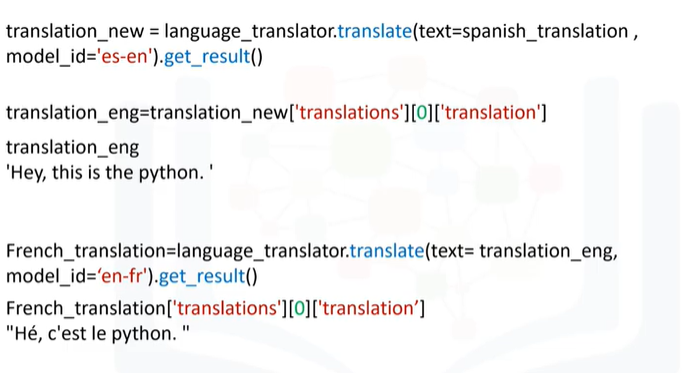 translation_new = language_translator.translate(text=spanish_translation ,
model_id='es-en').get_result()
translation_eng=translation_new['translations'][0]['translation']
translation_eng
'Hey, this is the python. '
French_translation=language_translator.translate(text= translation_eng,
model_id=‘en-fr').get_result()
French_translation['translations'][0]['translation’]
"Hé, c'est le python. "